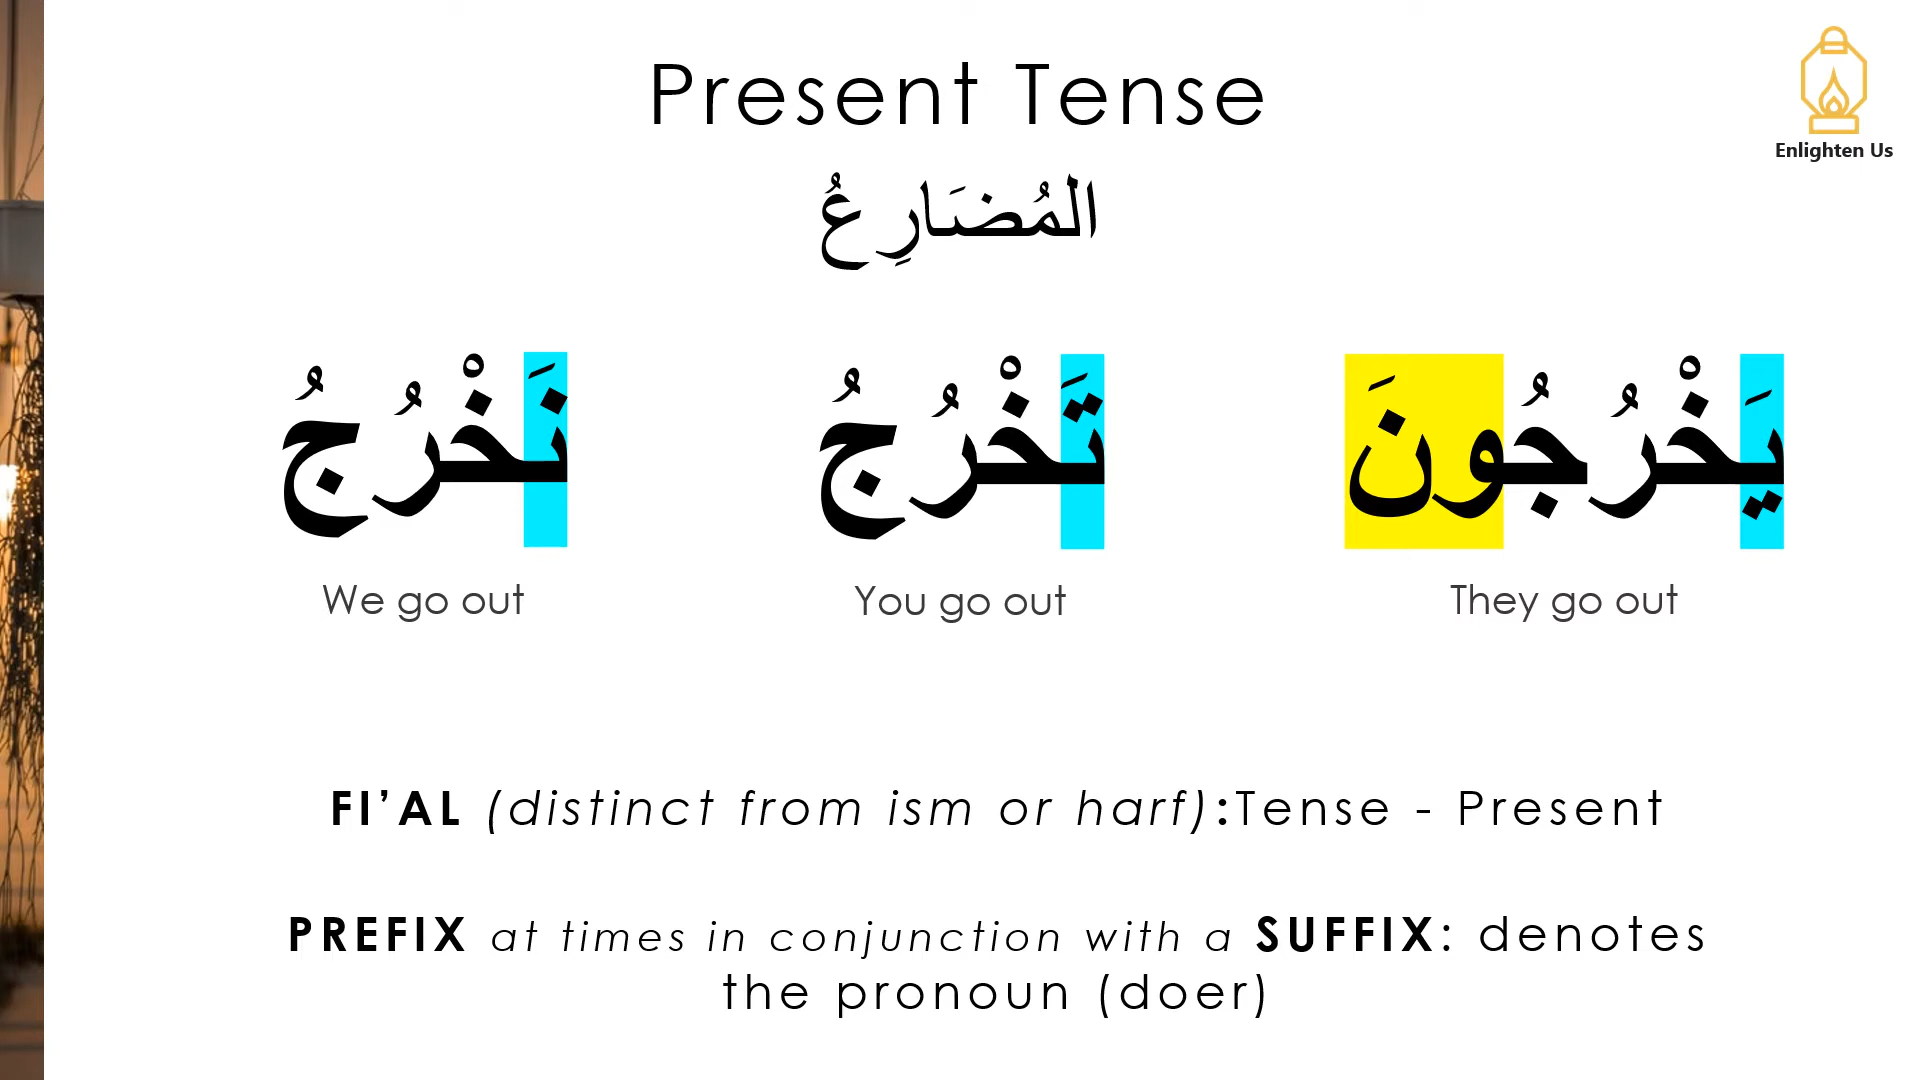 Present Tense
Enlighten Us
المُضَارِعُ
نَخْرُجُ
تَخْرُجُ
يَخْرُجُونَ
We go out
You go out
They go out
FI’AL (distinct from ism or harf):Tense - Present
PREFIX at times in conjunction with a SUFFIX: denotes
the pronoun (doer)